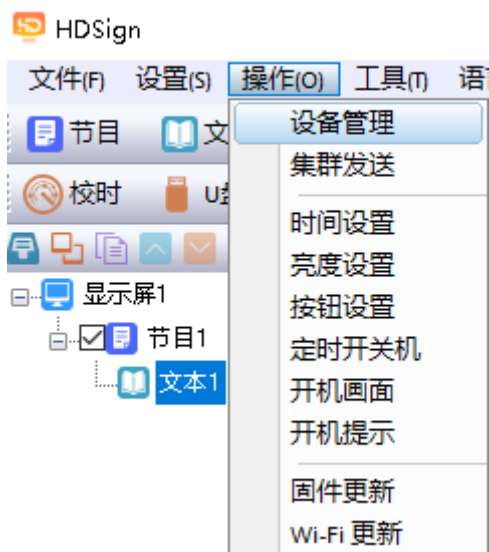 HDSign
文件(F) 设置(S) 操作(O) 工具(T) 语
节目 文
校时 U
显示屏1
节目1
文本1
设备管理
集群发送
时间设置
亮度设置
按钮设置
定时开关机
开机画面
开机提示
固件更新
Wi-Fi 更新